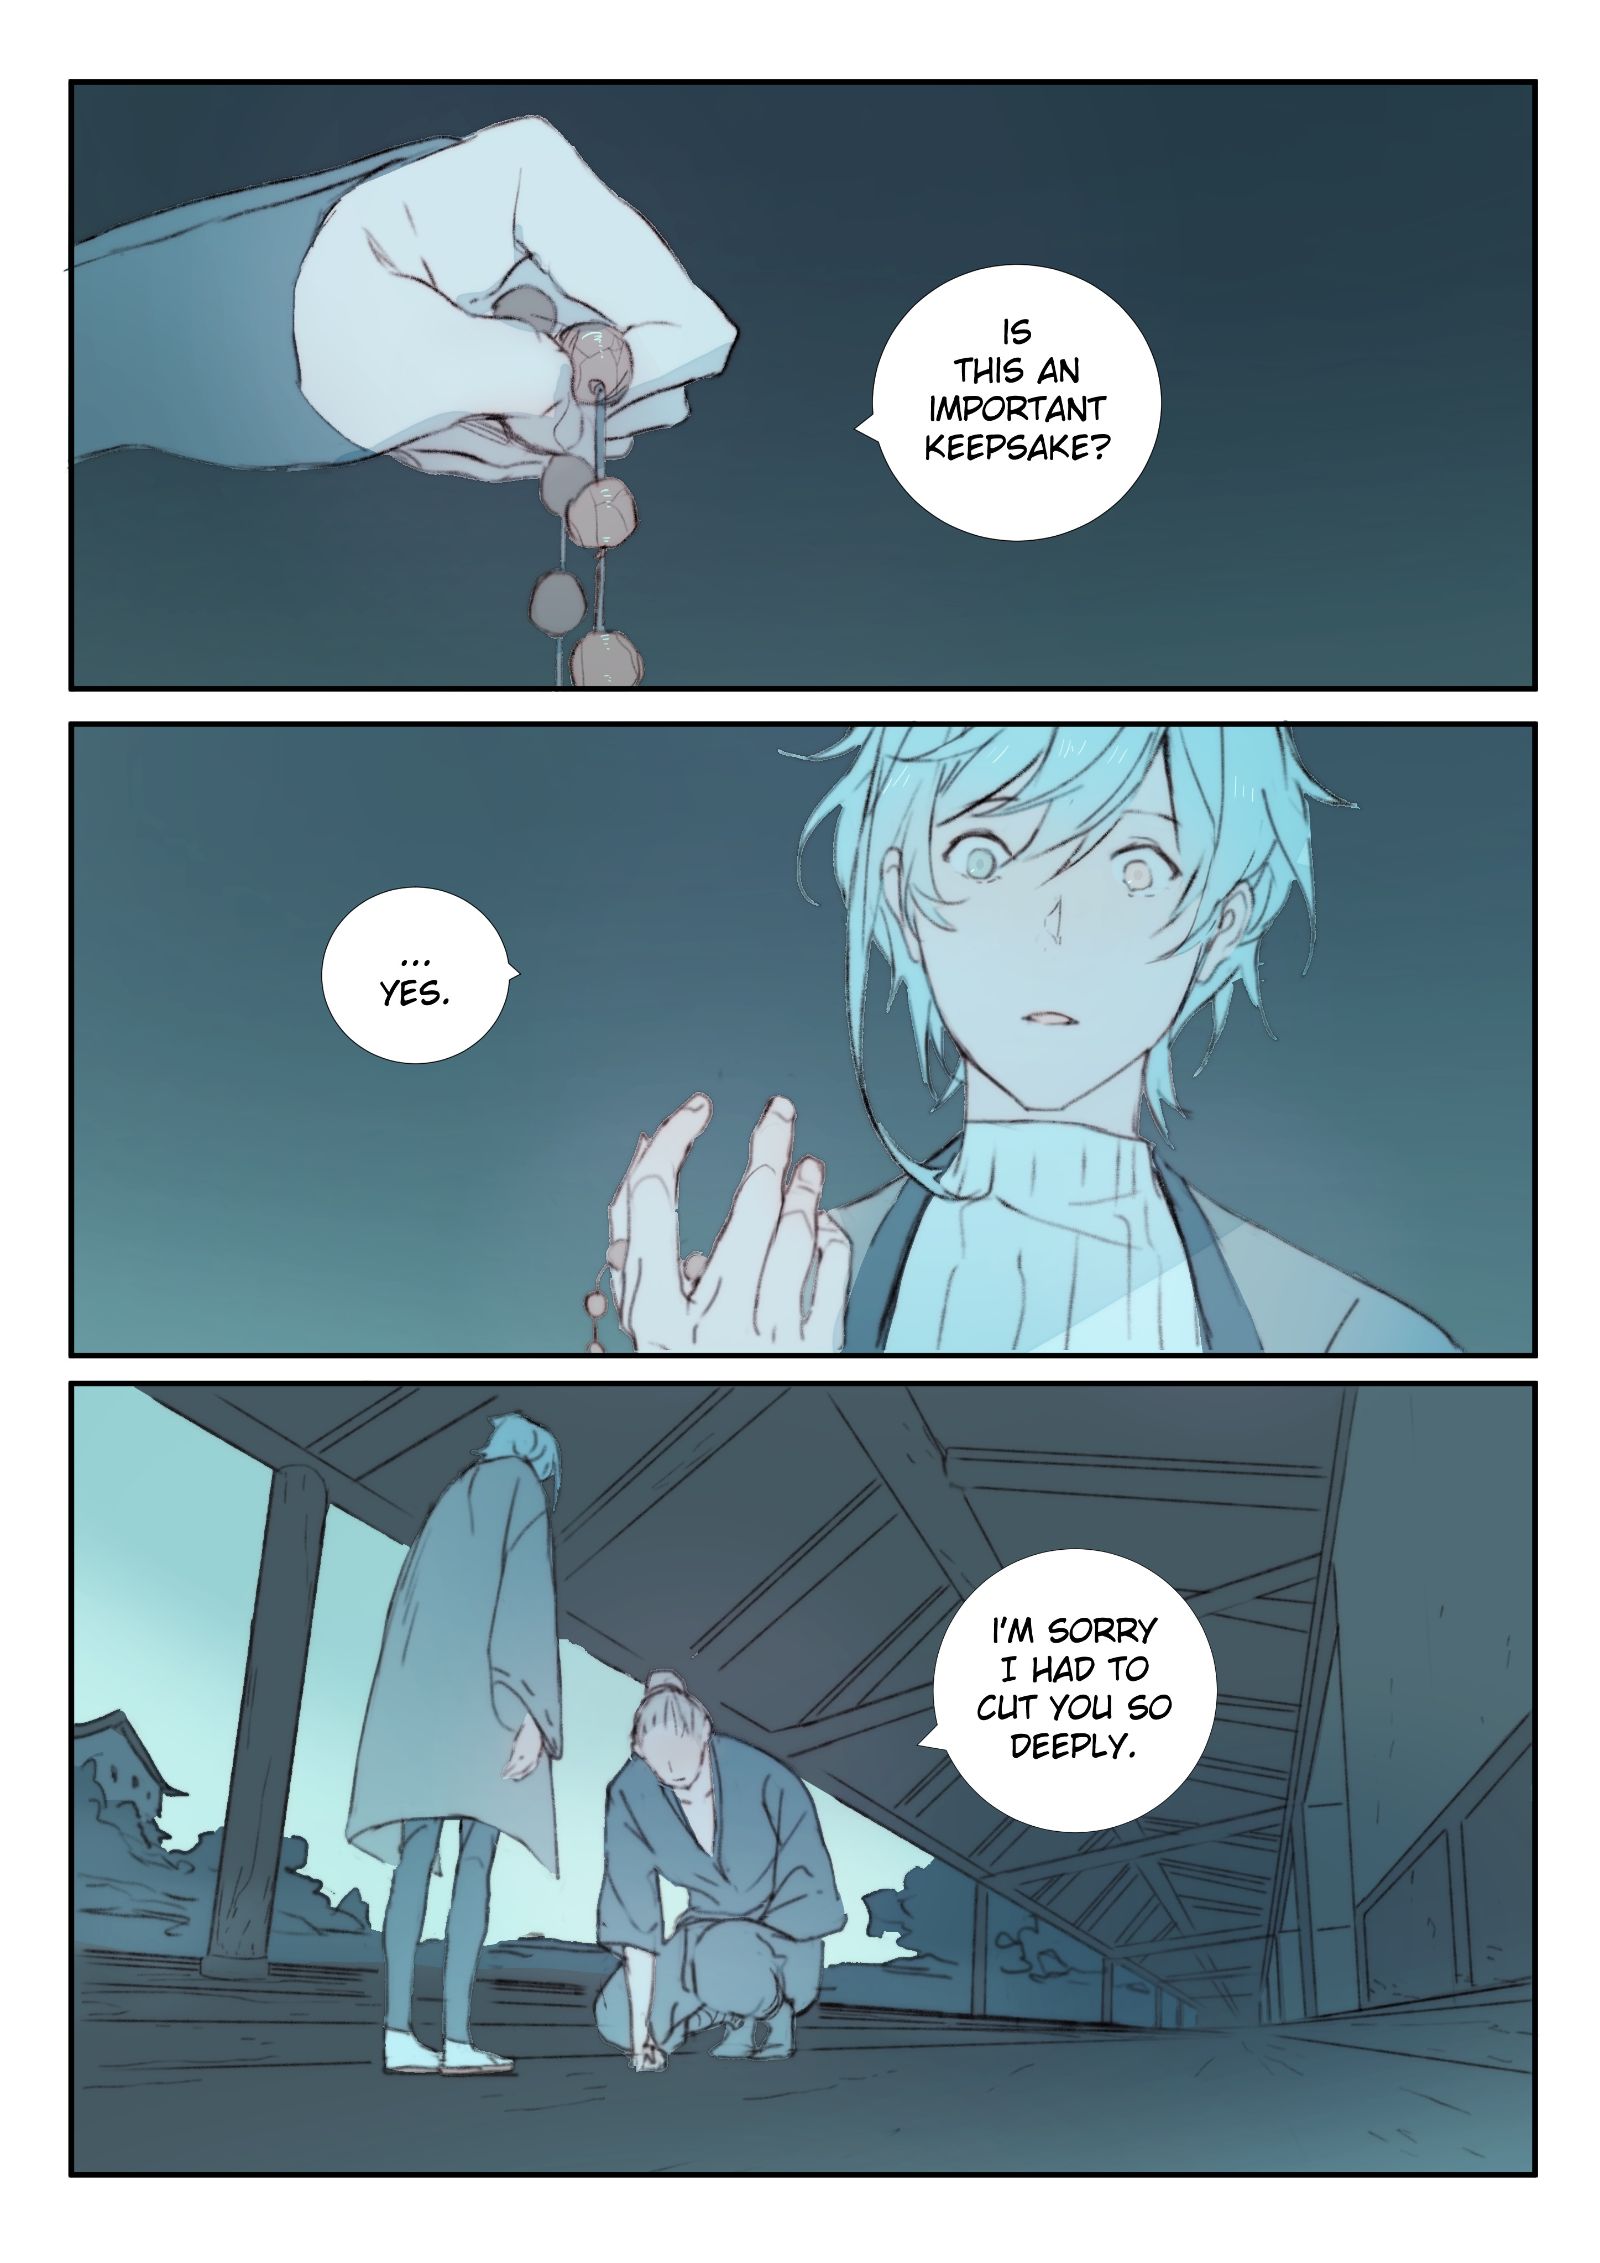 IS
THIS AN
IMPORTANT
KEEPSAKE?
...
YES.
I'M SORRY
I HAD TO
CUT YOU SO
DEEPLY.